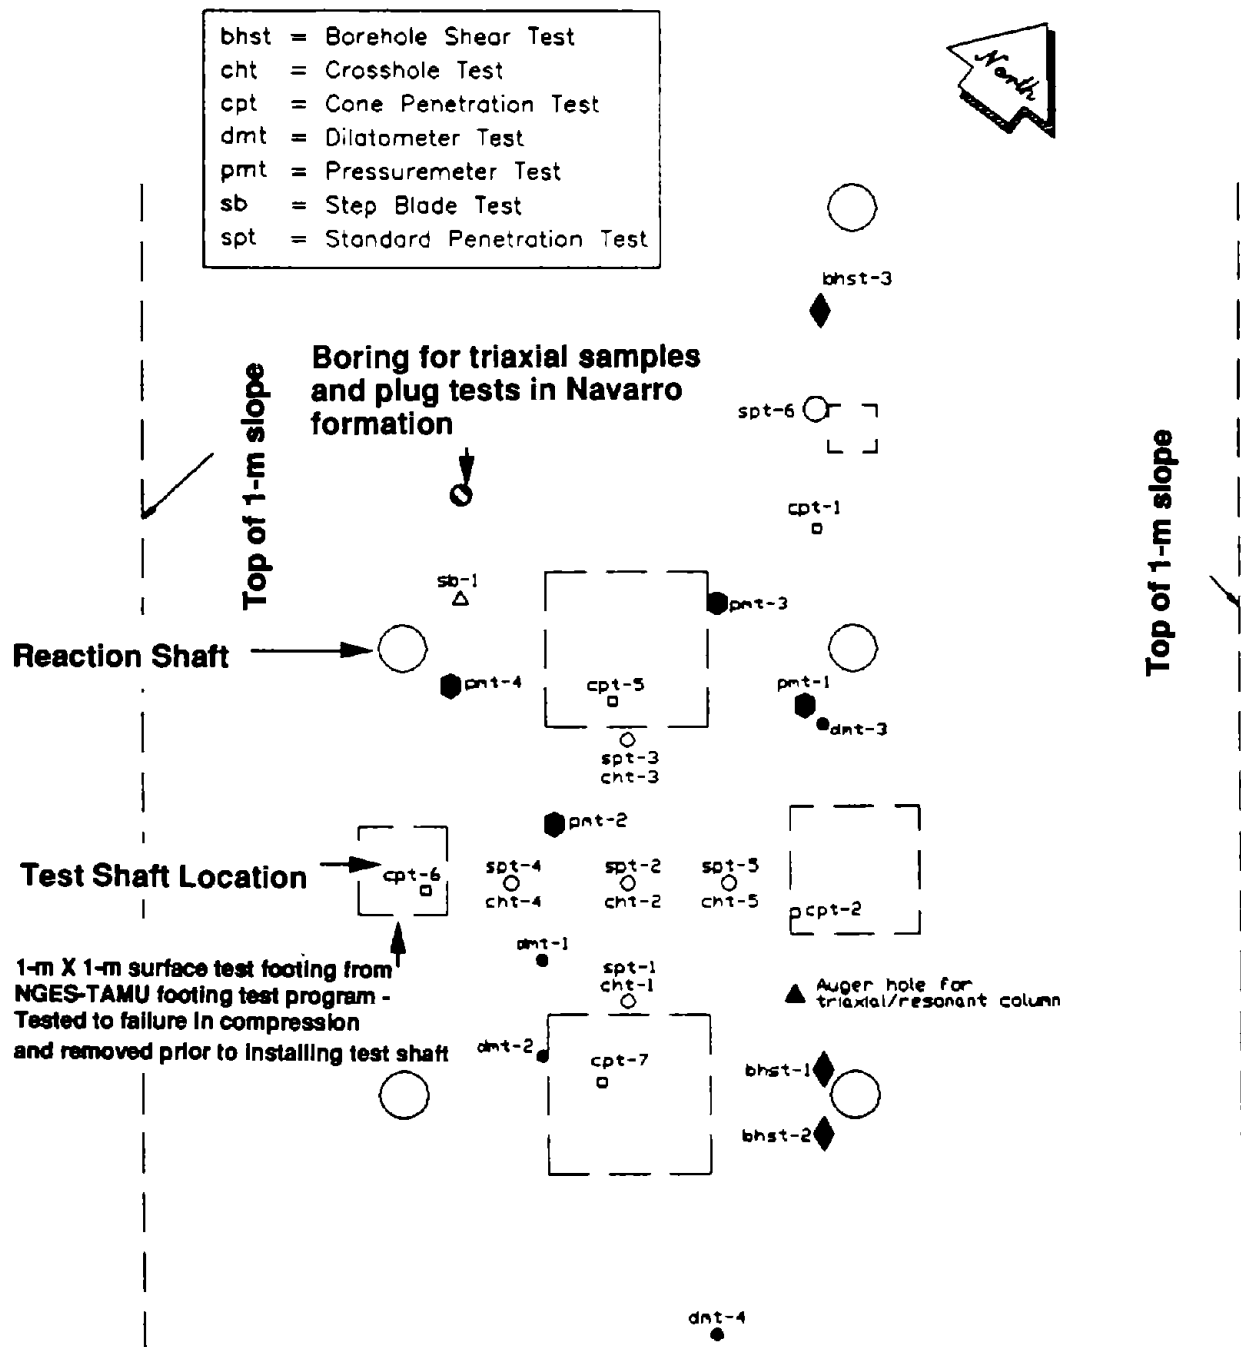 bhst = Borehole Shear Test
cht = Crosshole Test
cpt = Cone Penetration Test
dmt = Dilatometer Test
pmt = Pressuremeter Test
sb = Step Blade Test
spt = Standard Penetration Test
North
bhst-3
Boring for triaxial samples
and plug tests in Navarro
formation
spt-6
Top of 1-m slope
Top of 1-m slope
cpt-1
sb-1
pmt-3
Reaction Shaft
pmt-4
cpt-5
pmt-1
dmt-3
spt-3
cht-3
pmt-2
Test Shaft Location
cpt-6
spt-4
cht-4
spt-2
cht-2
spt-5
cht-5
cpt-2
dmt-1
1-m X 1-m surface test footing from
NGES-TAMU footing test program -
Tested to failure in compression
and removed prior to installing test shaft
spt-1
cht-1
Auger hole for
triaxial/resonant column
dmt-2
cpt-7
bhst-1
bhst-2
dmt-4